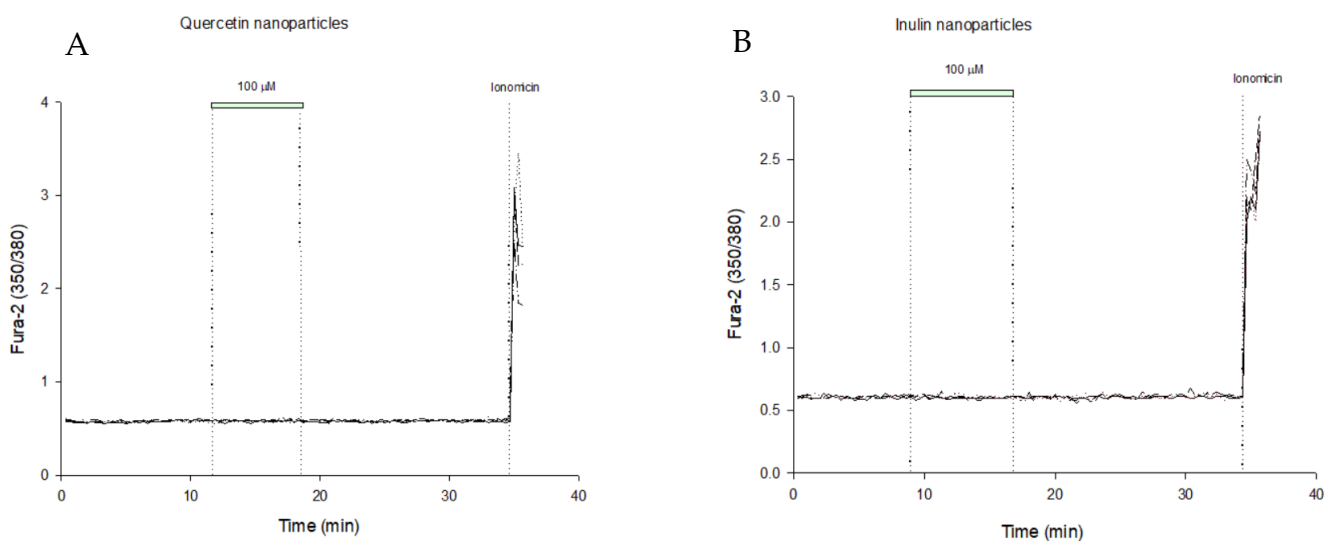 Quercetin nanoparticles
A
100 μM
Ionomicin
4
3
2
1
0
Fura-2 (350/380)
0 10 20 30 40
Time (min)
Inulin nanoparticles
B
100 μM
Ionomicin
3.0
2.5
2.0
1.5
1.0
0.5
0.0
Fura-2 (350/380)
0 10 20 30 40
Time (min)